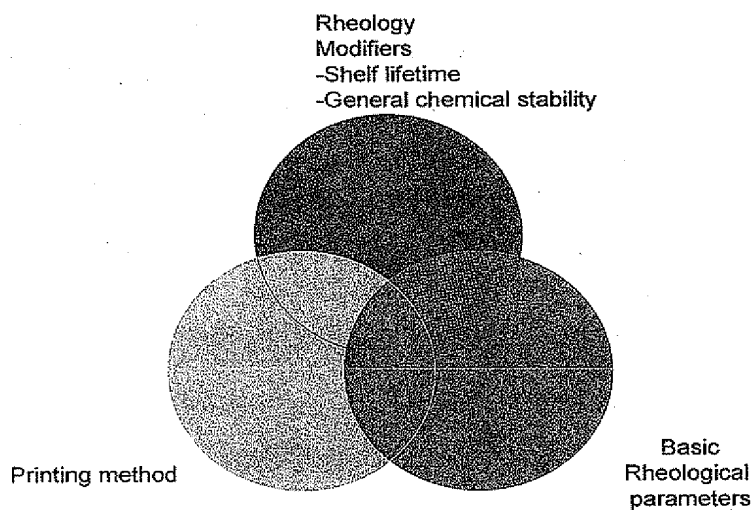 Rheology
Modifiers
-Shelf lifetime
-General chemical stability
Printing method
Basic
Rheological
parameters